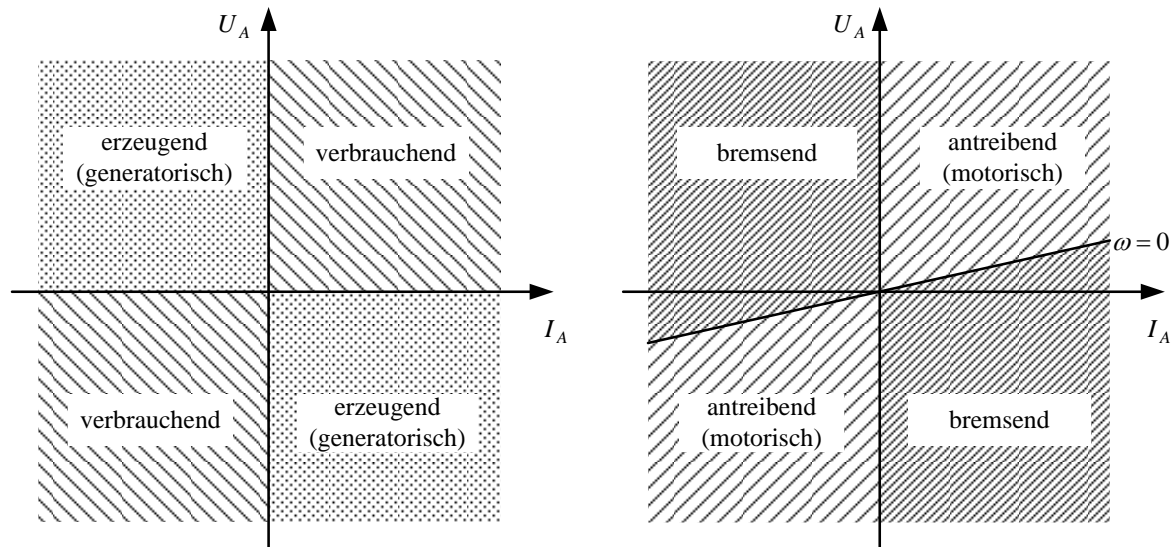 U_A
erzeugend
(generatorisch)
verbrauchend
I_A
verbrauchend
erzeugend
(generatorisch)
U_A
bremsend
antreibend
(motorisch)
ω = 0
I_A
antreibend
(motorisch)
bremsend